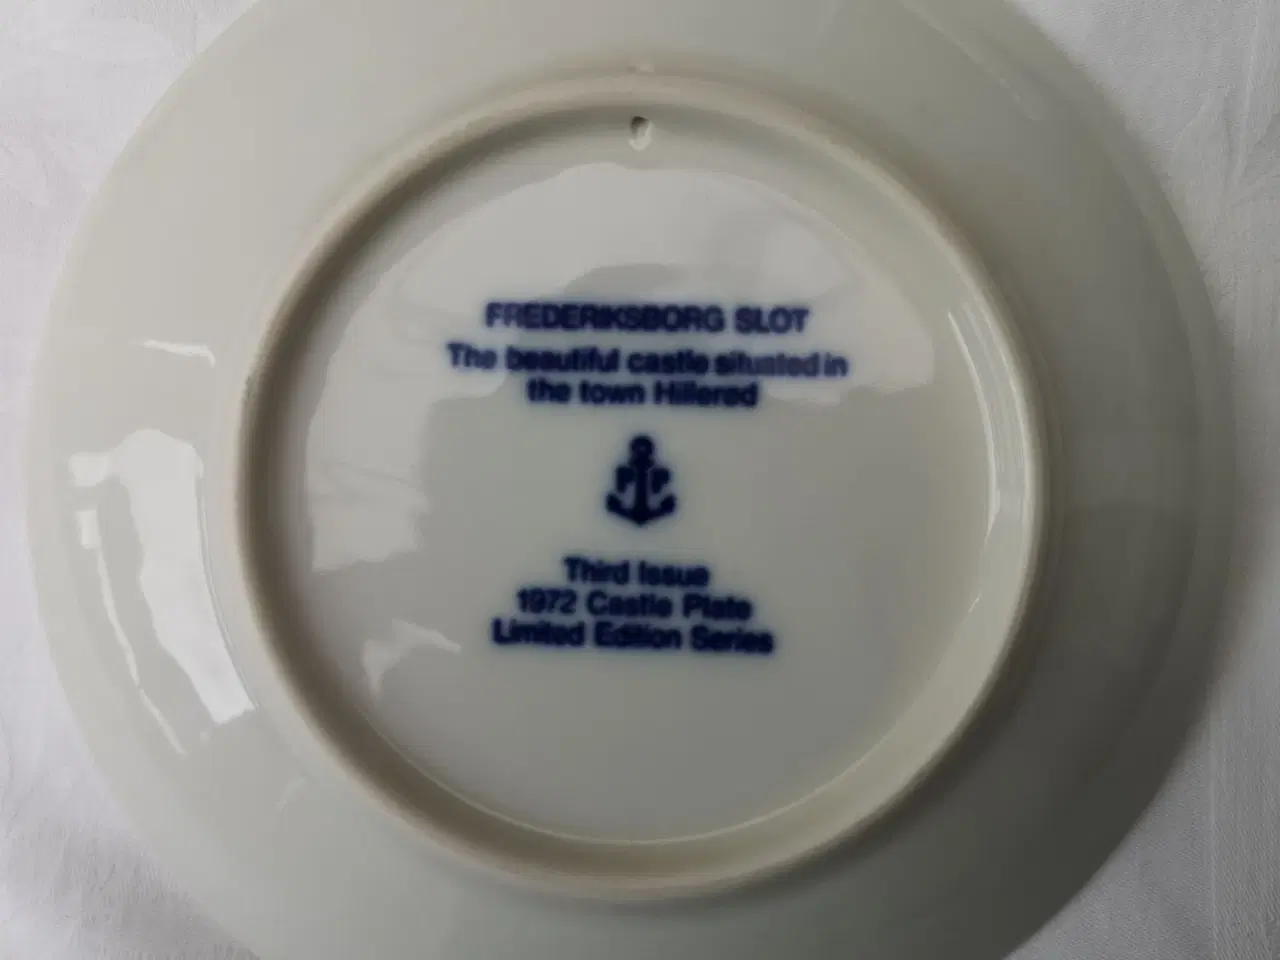 FREDERIKSBORG SLOT
The beautiful castle situated in
the town Hillerød
P P
Third Issue
1972 Castle Plate
Limited Edition Series